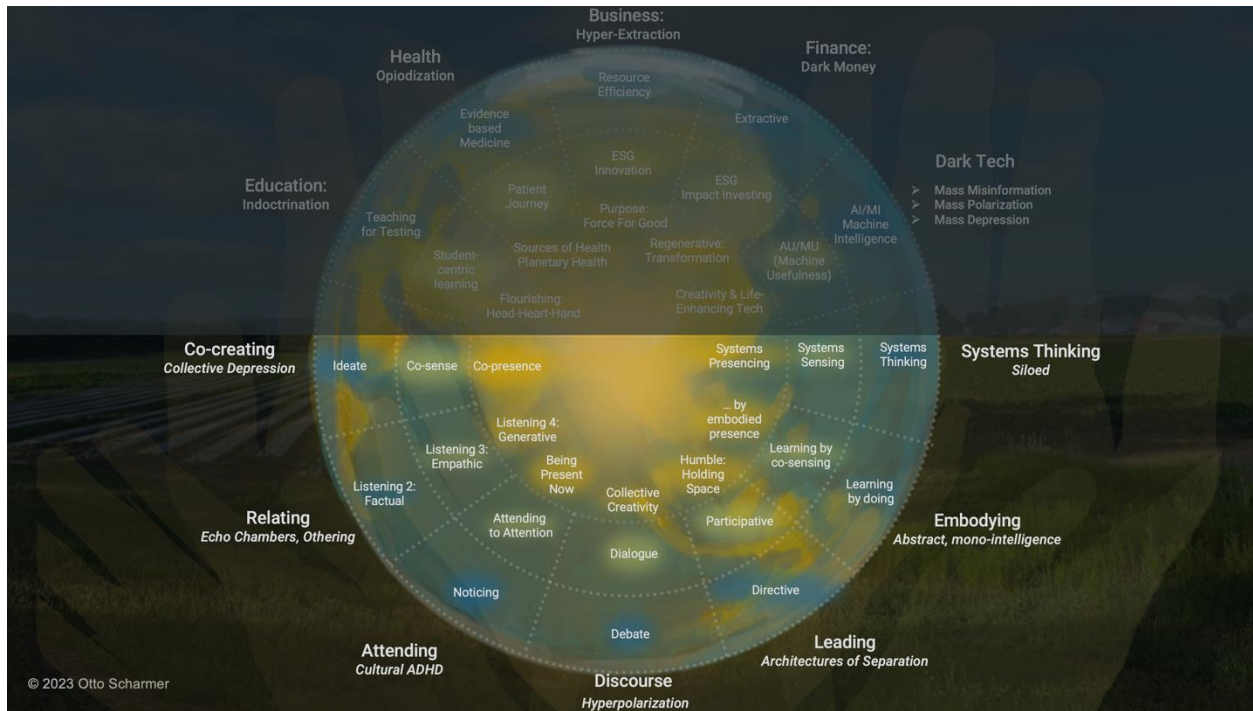 Business:
Hyper-Extraction
Health
Opiodization
Finance:
Dark Money
Resource
Efficiency
Evidence
based
Medicine
Extractive
Dark Tech
➢ Mass Misinformation
➢ Mass Polarization
➢ Mass Depression
Education:
Indoctrination
ESG
Innovation
Patient
Journey
ESG
Impact Investing
Teaching
for Testing
Purpose:
Force For Good
AI/MI
Machine
Intelligence
Student-
centric
learning
Sources of Health
Planetary Health
Regenerative:
Transformation
AU/MU
(Machine
Usefulness)
Flourishing:
Head-Heart-Hand
Creativity & Life-
Enhancing Tech
Co-creating
Collective Depression
Ideate
Co-sense
Co-presence
Systems
Presencing
Systems
Sensing
Systems
Thinking
Systems Thinking
Siloed
Listening 4:
Generative
... by
embodied
presence
Listening 3:
Empathic
Being
Present
Now
Humble:
Holding
Space
Learning by
co-sensing
Listening 2:
Factual
Collective
Creativity
Learning
by doing
Relating
Echo Chambers, Othering
Attending
to Attention
Participative
Embodying
Abstract, mono-intelligence
Dialogue
Noticing
Directive
Debate
Attending
Cultural ADHD
Leading
Architectures of Separation
Discourse
Hyperpolarization
© 2023 Otto Scharmer